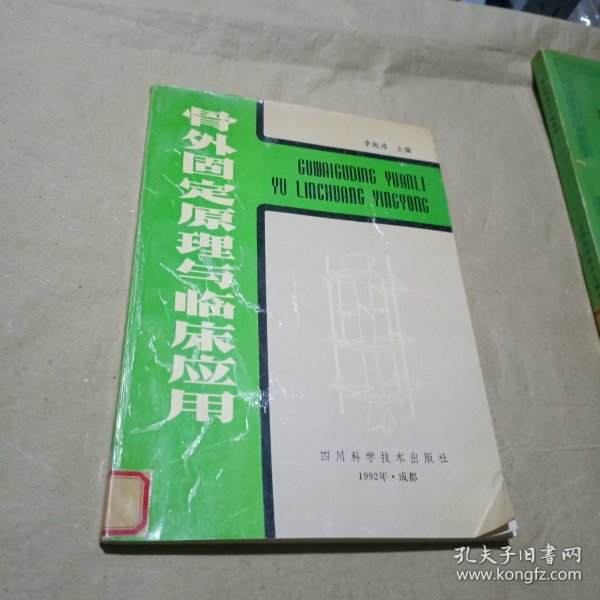 骨外固定原理与临床应用
李起鸿 主编
GUWAIGUDING YUANLI
YU LINCHUANG YINGYONG
四川科学技术出版社
1992年·成都
孔夫子旧书网
www.kongfz.com